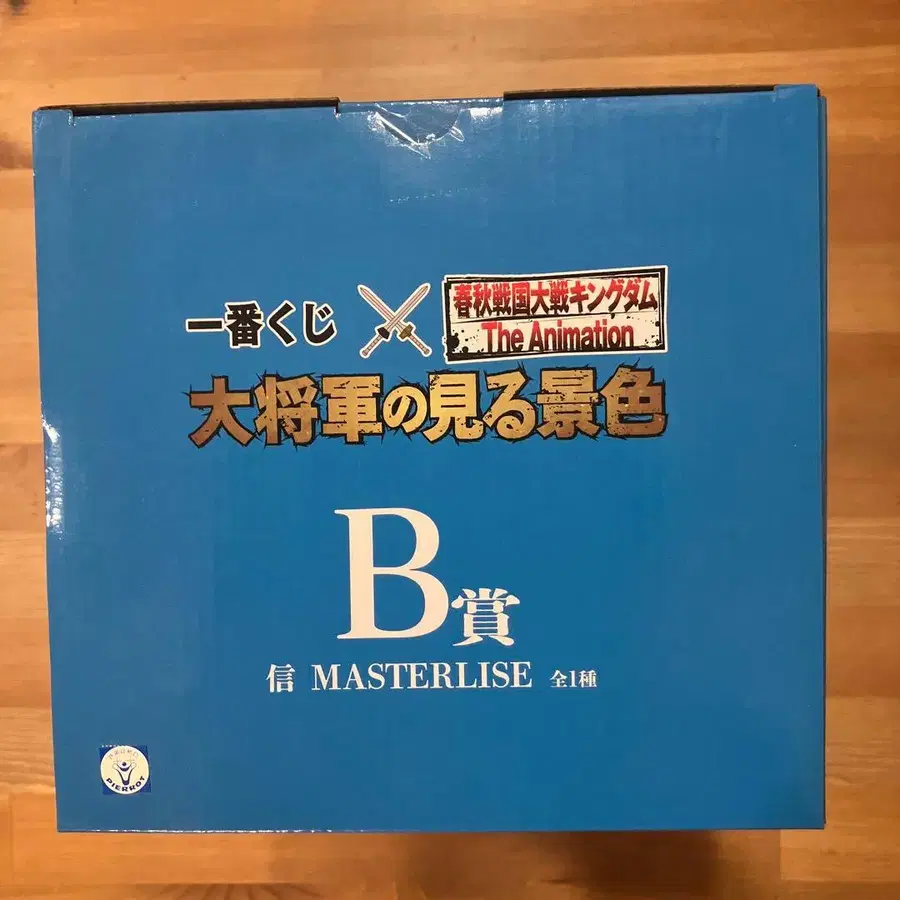 一番くじ
春秋戦国大戦キングダム
The Animation
大将軍の見る景色
B賞
信 MASTERLISE 全1種
PIERROT